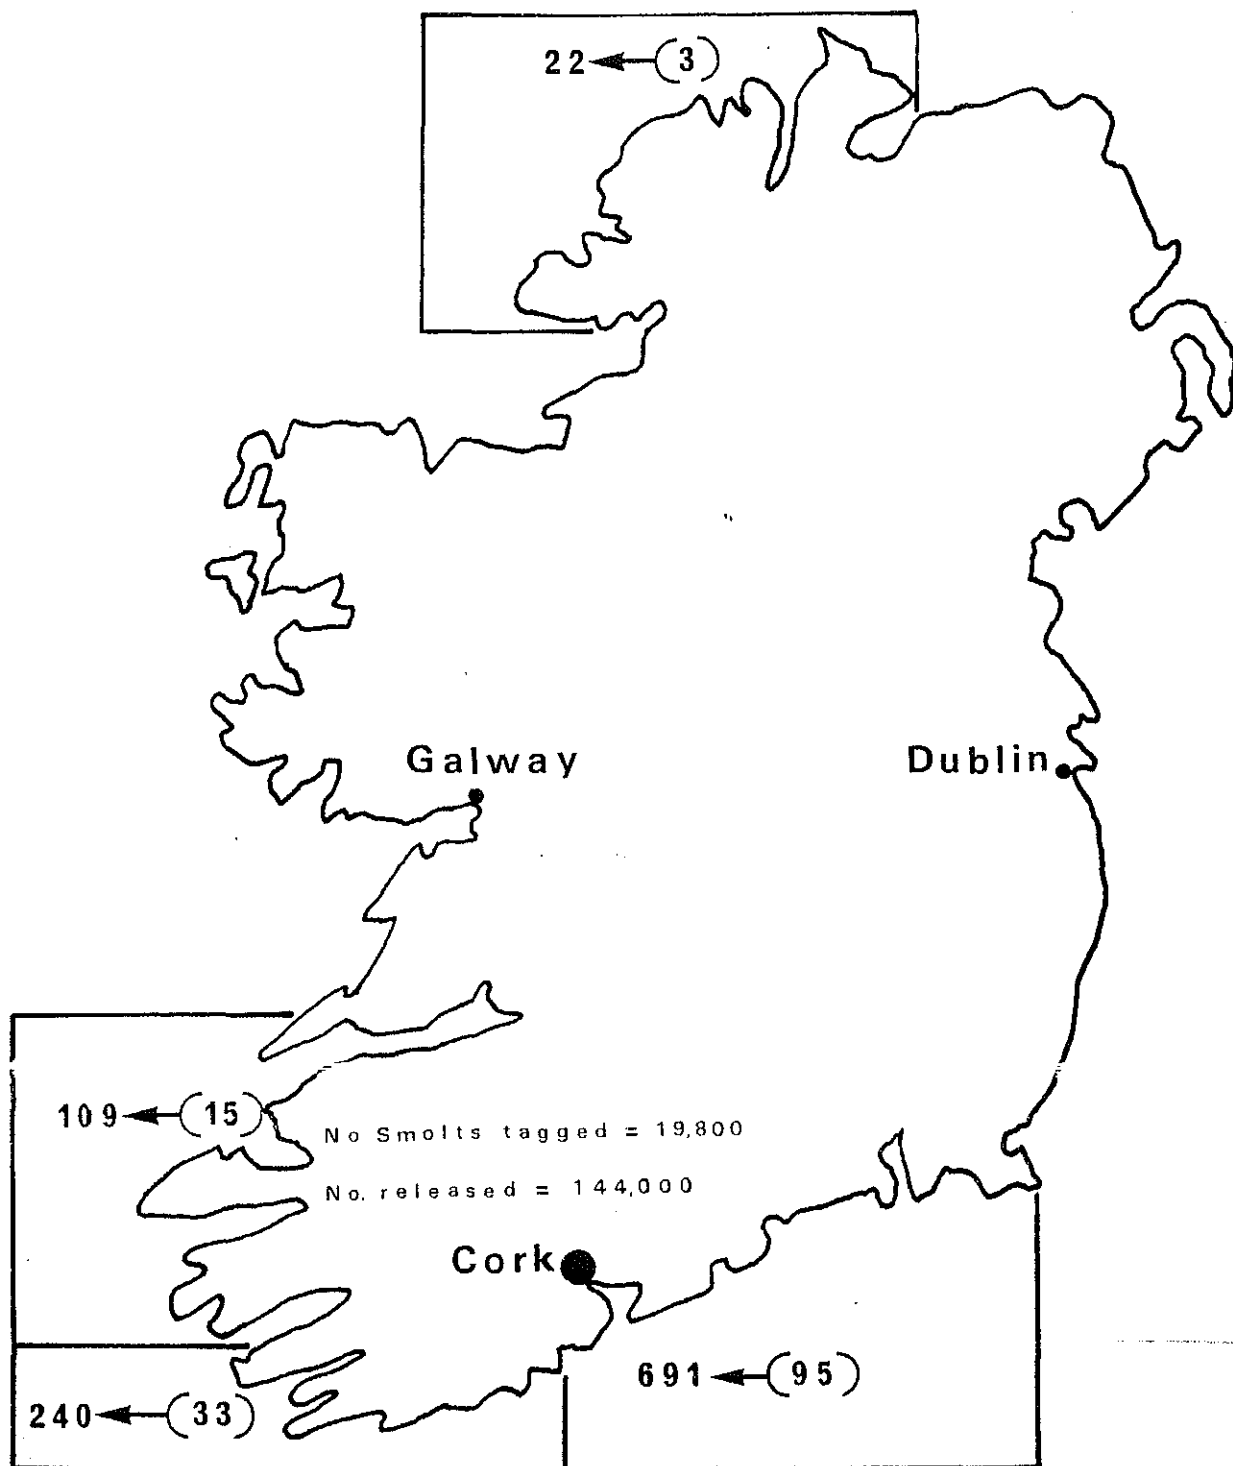 22 (3)
Galway
Dublin
109 (15)
No Smolts tagged = 19,800
No. released = 144,000
Cork
691 (95)
240 (33)